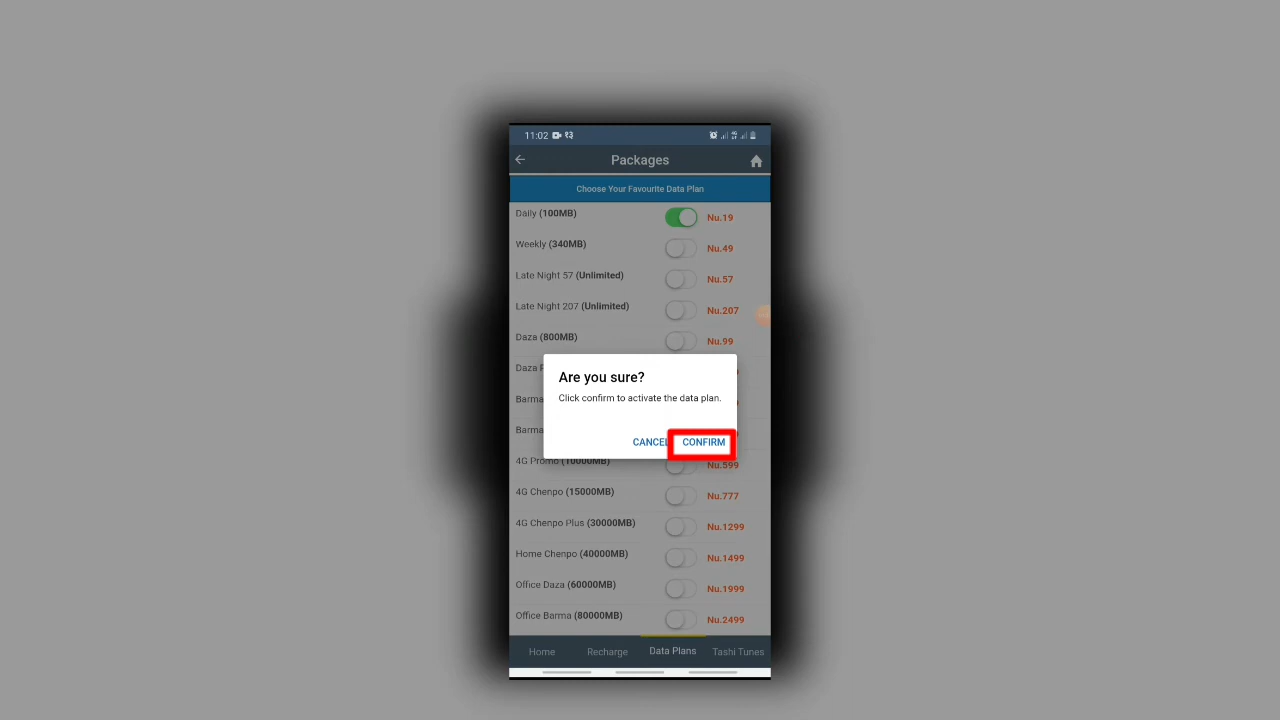 11:02 १३
Packages
Choose Your Favourite Data Plan
Daily (100MB) Nu.19
Weekly (340MB) Nu.49
Late Night 57 (Unlimited) Nu.57
Late Night 207 (Unlimited) Nu.207
Daza (800MB) Nu.99
Daza
Are you sure?
Click confirm to activate the data plan.
Barma
Barma
CANCEL CONFIRM
4G Promo (10000MB) Nu.599
4G Chenpo (15000MB) Nu.777
4G Chenpo Plus (30000MB) Nu.1299
Home Chenpo (40000MB) Nu.1499
Office Daza (60000MB) Nu.1999
Office Barma (80000MB) Nu.2499
Home Recharge Data Plans Tashi Tunes